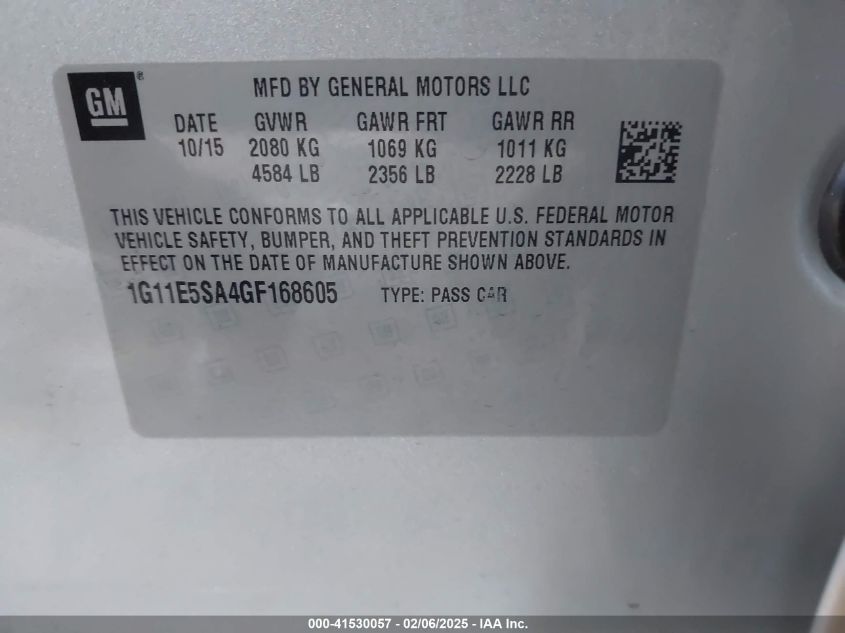 GM ®
MFD BY GENERAL MOTORS LLC
DATE GVWR GAWR FRT GAWR RR
10/15 2080 KG 1069 KG 1011 KG
4584 LB 2356 LB 2228 LB
THIS VEHICLE CONFORMS TO ALL APPLICABLE U.S. FEDERAL MOTOR
VEHICLE SAFETY, BUMPER, AND THEFT PREVENTION STANDARDS IN
EFFECT ON THE DATE OF MANUFACTURE SHOWN ABOVE.
1G11E5SA4GF168605 TYPE: PASS CAR
000-41530057 - 02/06/2025 - IAA Inc.